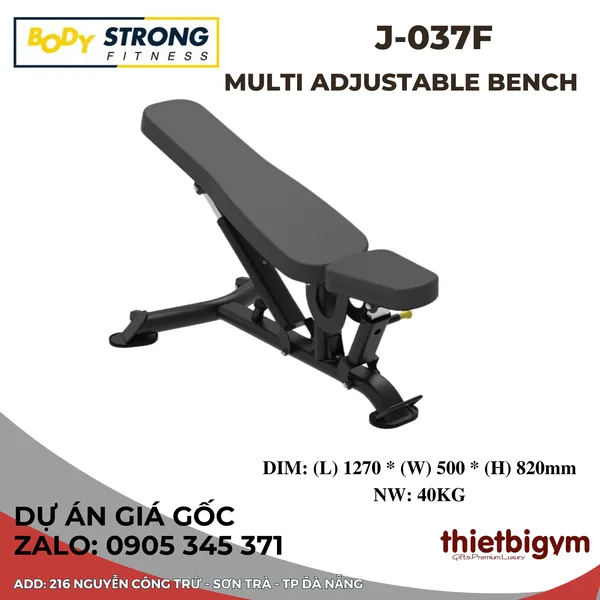 BODY STRONG
FITNESS
J-037F
MULTI ADJUSTABLE BENCH
DIM: (L) 1270 * (W) 500 * (H) 820mm
NW: 40KG
DỰ ÁN GIÁ GỐC
ZALO: 0905 345 371
thietbigym
Gifts.Premium.Luxury
ADD: 216 NGUYỄN CÔNG TRỨ - SƠN TRÀ - TP ĐÀ NẴNG